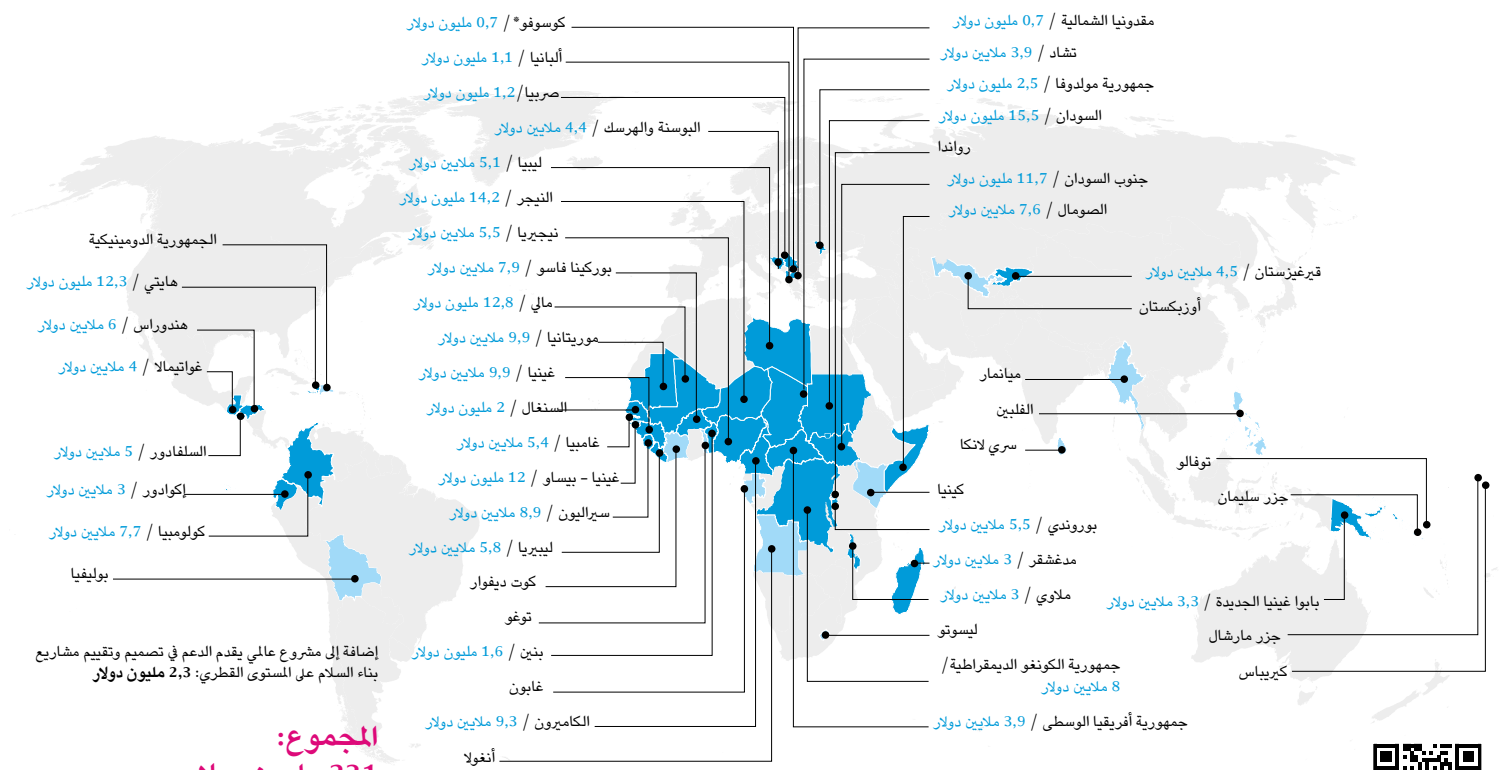 كوسوفو* / 0,7 مليون دولار
ألبانيا / 1,1 مليون دولار
صربيا/ 1,2 مليون دولار
البوسنة والهرسك / 4,4 ملايين دولار
ليبيا / 5,1 ملايين دولار
النيجر / 14,2 مليون دولار
نيجيريا / 5,5 ملايين دولار
بوركينا فاسو / 7,9 ملايين دولار
مالي / 12,8 مليون دولار
موريتانيا / 9,9 ملايين دولار
غينيا / 9,9 ملايين دولار
السنغال / 2 مليون دولار
غامبيا / 5,4 ملايين دولار
غينيا - بيساو / 12 مليون دولار
سيراليون / 8,9 ملايين دولار
ليبيريا / 5,8 ملايين دولار
كوت ديفوار
توغو
بنين / 1,6 مليون دولار
غابون
الكاميرون / 9,3 ملايين دولار
أنغولا
مقدونيا الشمالية / 0,7 مليون دولار
تشاد / 3,9 ملايين دولار
جمهورية مولدوفا / 2,5 مليون دولار
السودان / 15,5 مليون دولار
رواندا
جنوب السودان / 11,7 مليون دولار
الصومال / 7,6 ملايين دولار
قيرغيزستان / 4,5 ملايين دولار
أوزبكستان
ميانمار
الفلبين
سري لانكا
توفالو
جزر سليمان
كينيا
بوروندي / 5,5 ملايين دولار
مدغشقر / 3 ملايين دولار
ملاوي / 3 ملايين دولار
ليسوتو
جمهورية الكونغو الديمقراطية/
8 ملايين دولار
جمهورية أفريقيا الوسطى / 3,9 ملايين دولار
بابوا غينيا الجديدة / 3,3 ملايين دولار
جزر مارشال
كيريباس
الجمهورية الدومينيكية
هايتي / 12,3 مليون دولار
هندوراس / 6 ملايين دولار
غواتيمالا / 4 ملايين دولار
السلفادور / 5 ملايين دولار
إكوادور / 3 ملايين دولار
كولومبيا / 7,7 ملايين دولار
بوليفيا
إضافة إلى مشروع عالمي يقدم الدعم في تصميم وتقييم مشاريع
بناء السلام على المستوى القطري: 2,3 مليون دولار
المجموع: